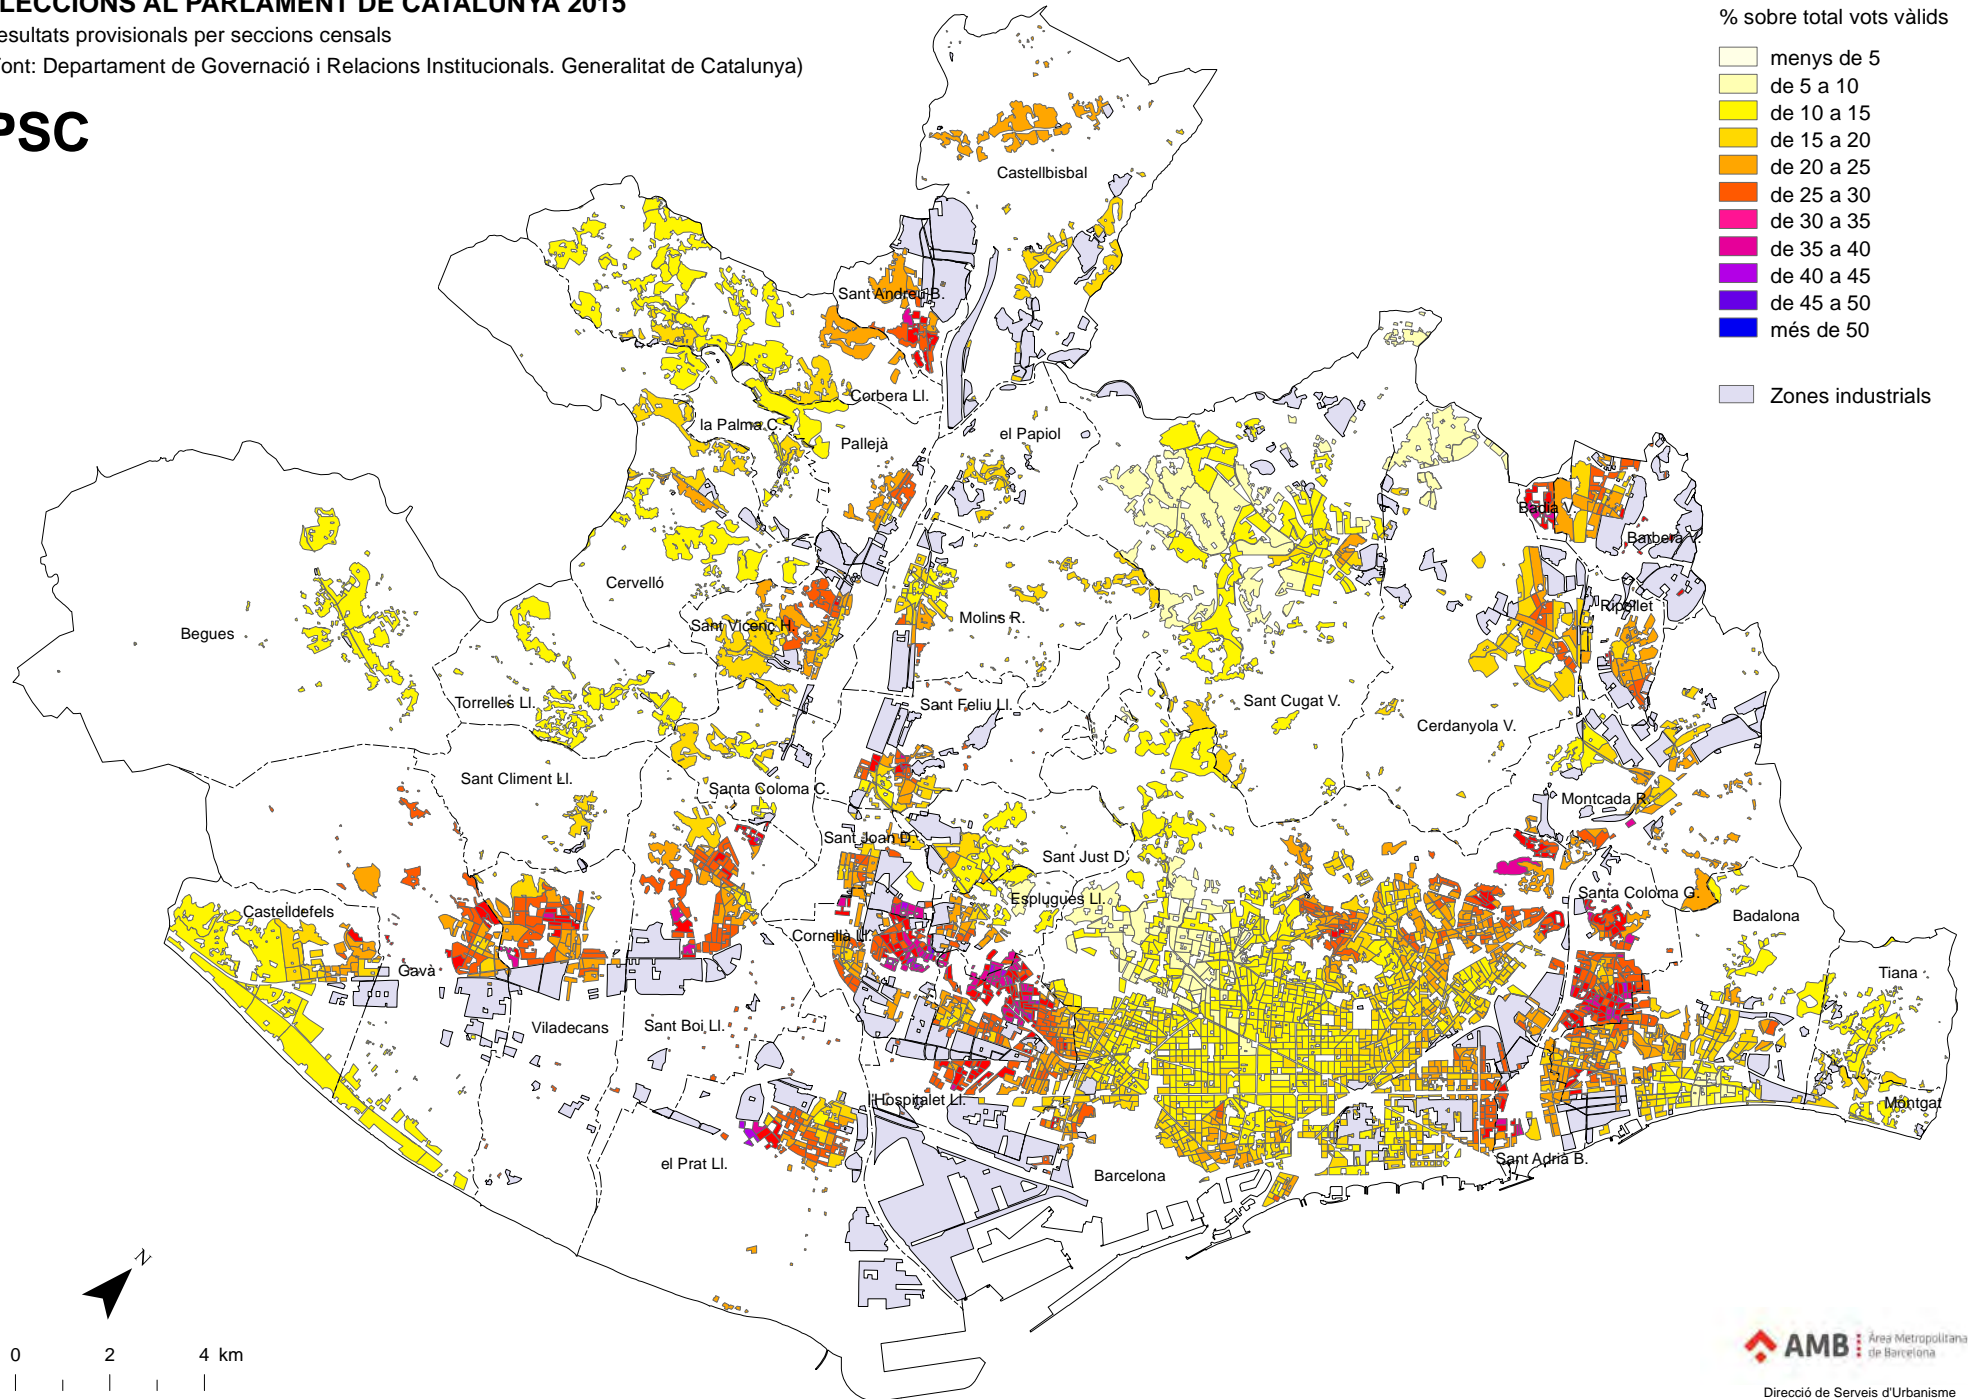 LECCIONS AL PARLAMENT DE CATALUNYA 2015
esultats provisionals per seccions censals
ont: Departament de Governació i Relacions Institucionals. Generalitat de Catalunya)
PSC
% sobre total vots vàlids
menys de 5
de 5 a 10
de 10 a 15
de 15 a 20
de 20 a 25
de 25 a 30
de 30 a 35
de 35 a 40
de 40 a 45
de 45 a 50
més de 50
Zones industrials
Castellbisbal
Sant Andreu B.
Corbera Ll.
la Palma C.
Pallejà
el Papiol
Badia V.
Barberà V.
Cervelló
Begues
Sant Vicenç H.
Molins R.
Ripollet
Torrelles Ll.
Sant Feliu Ll.
Sant Cugat V.
Cerdanyola V.
Sant Climent Ll.
Santa Coloma C.
Montcada R.
Sant Joan D.
Sant Just D.
Esplugues Ll.
Santa Coloma G.
Castelldefels
Badalona
Cornellà Ll.
Gavà
Tiana
Viladecans
Sant Boi Ll.
l'Hospitalet Ll.
Montgat
el Prat Ll.
Barcelona
Sant Adrià B.
N
0 2 4 km
AMB
Àrea Metropolitana
de Barcelona
Direcció de Serveis d'Urbanisme